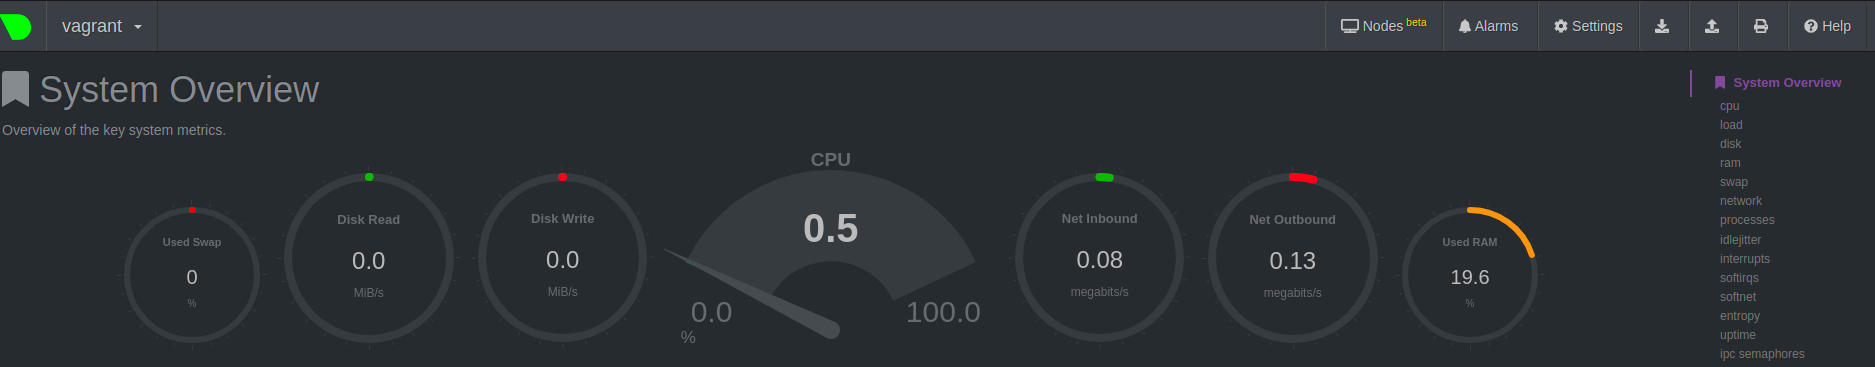 vagrant
Nodes beta
Alarms
Settings
Help
System Overview
Overview of the key system metrics.
Used Swap
0
%
Disk Read
0.0
MiB/s
Disk Write
0.0
MiB/s
CPU
0.5
0.0
100.0
%
Net Inbound
0.08
megabits/s
Net Outbound
0.13
megabits/s
Used RAM
19.6
%
System Overview
cpu
load
disk
ram
swap
network
processes
idlejitter
interrupts
softirqs
softnet
entropy
uptime
ipc semaphores